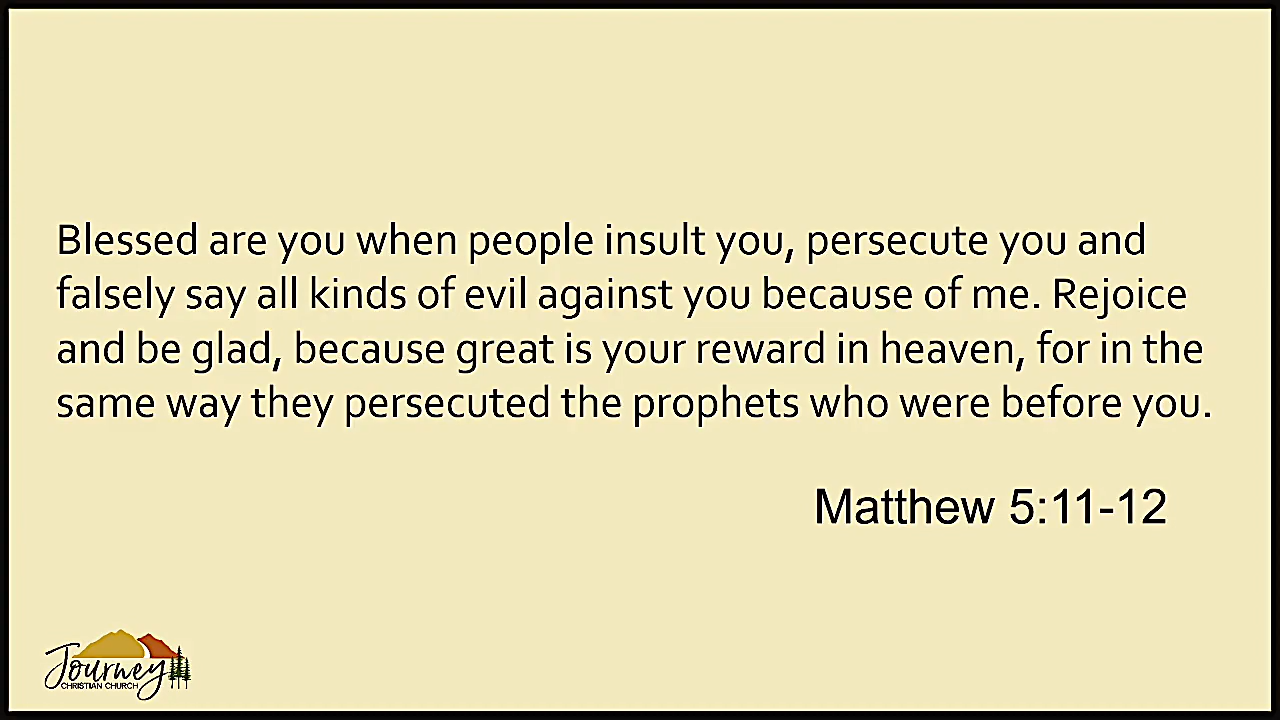 Blessed are you when people insult you, persecute you and
falsely say all kinds of evil against you because of me. Rejoice
and be glad, because great is your reward in heaven, for in the
same way they persecuted the prophets who were before you.
Matthew 5:11-12
Journey
CHRISTIAN CHURCH